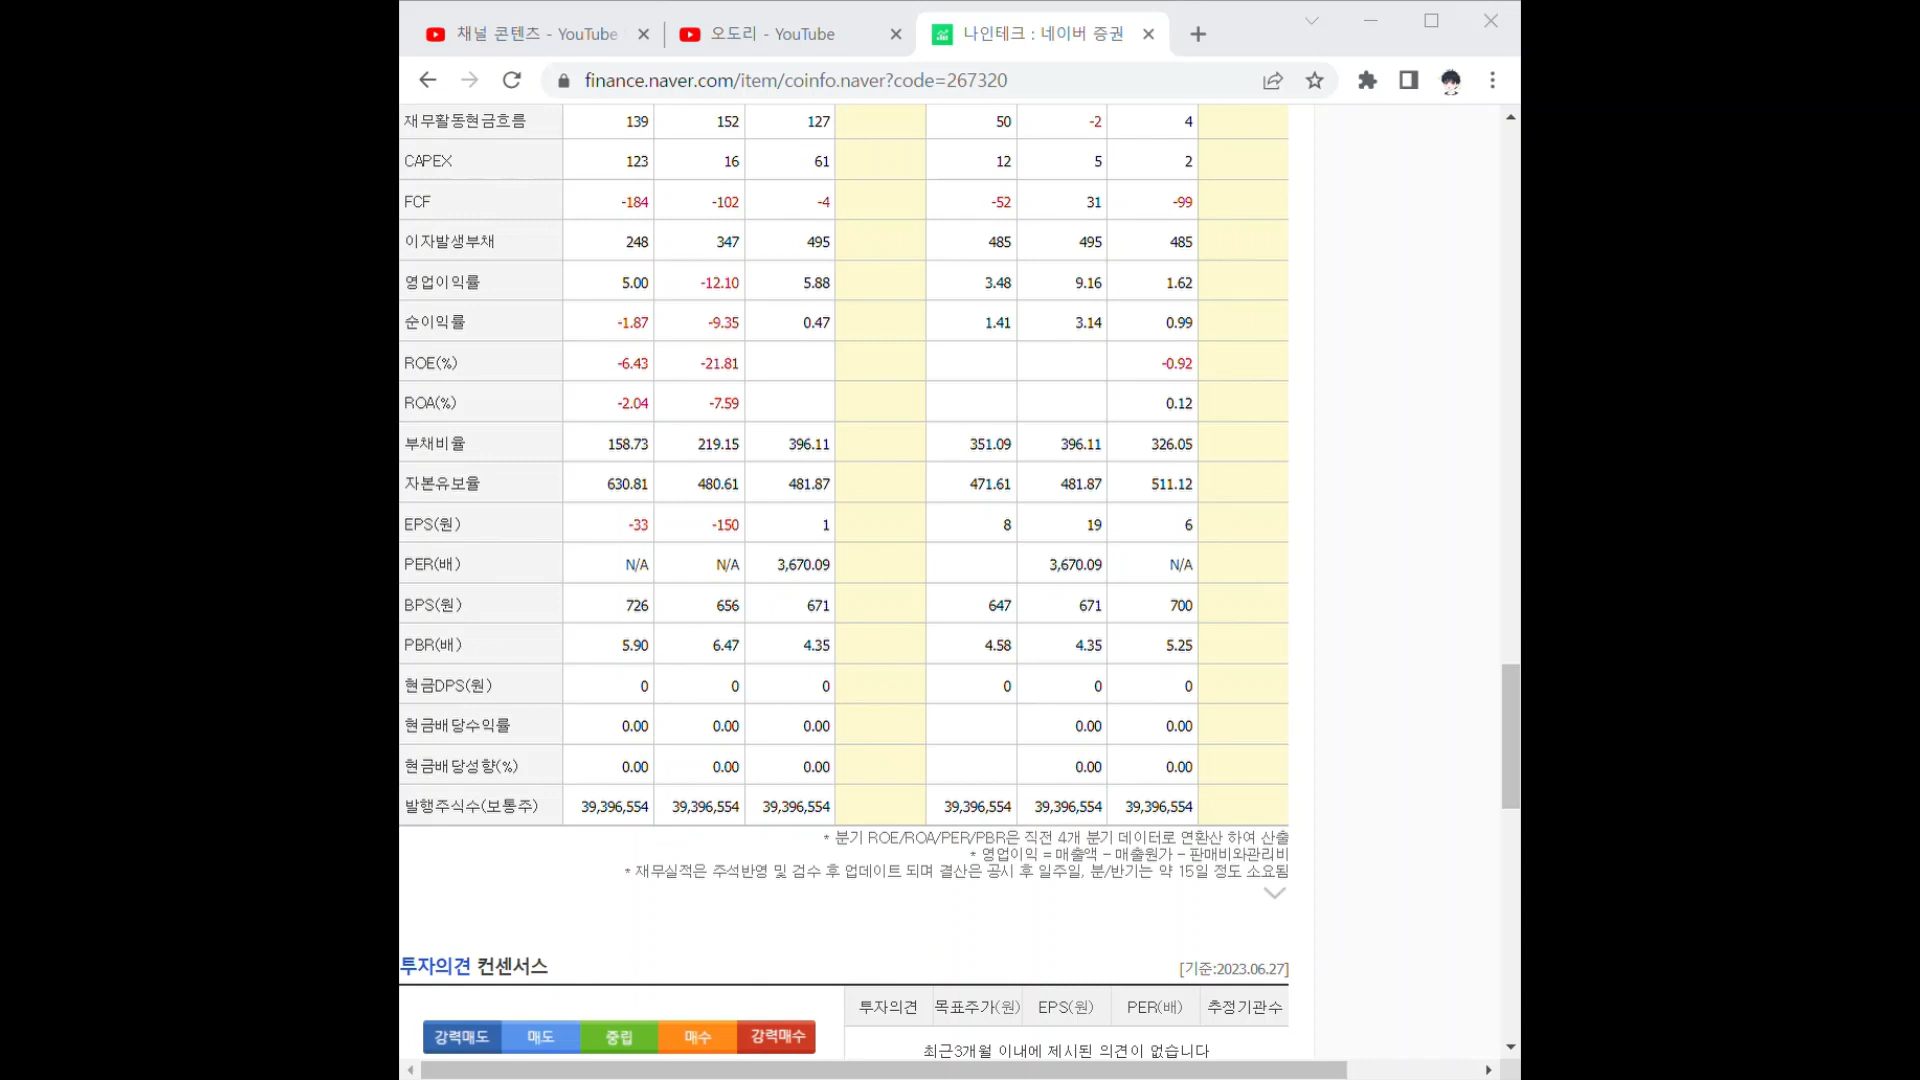 채널 콘텐츠 - YouTube
오도리 - YouTube
나인테크 : 네이버 증권
finance.naver.com/item/coinfo.naver?code=267320
재무활동현금흐름 139 152 127 50 -2 4
CAPEX 123 16 61 12 5 2
FCF -184 -102 -4 -52 31 -99
이자발생부채 248 347 495 485 495 485
영업이익률 5.00 -12.10 5.88 3.48 9.16 1.62
순이익률 -1.87 -9.35 0.47 1.41 3.14 0.99
ROE(%) -6.43 -21.81 -0.92
ROA(%) -2.04 -7.59 0.12
부채비율 158.73 219.15 396.11 351.09 396.11 326.05
자본유보율 630.81 480.61 481.87 471.61 481.87 511.12
EPS(원) -33 -150 1 8 19 6
PER(배) N/A N/A 3,670.09 3,670.09 N/A
BPS(원) 726 656 671 647 671 700
PBR(배) 5.90 6.47 4.35 4.58 4.35 5.25
현금DPS(원) 0 0 0 0 0 0
현금배당수익률 0.00 0.00 0.00 0.00 0.00
현금배당성향(%) 0.00 0.00 0.00 0.00 0.00
발행주식수(보통주) 39,396,554 39,396,554 39,396,554 39,396,554 39,396,554 39,396,554
* 분기 ROE/ROA/PER/PBR은 직전 4개 분기 데이터로 연환산 하여 산출
* 영업이익 = 매출액 - 매출원가 - 판매비와관리비
* 재무실적은 주석반영 및 검수 후 업데이트 되며 결산은 공시 후 일주일, 분/반기는 약 15일 정도 소요됨
투자의견 컨센서스 [기준:2023.06.27]
투자의견 목표주가(원) EPS(원) PER(배) 추정기관수
강력매도 매도 중립 매수 강력매수
최근3개월 이내에 제시된 의견이 없습니다